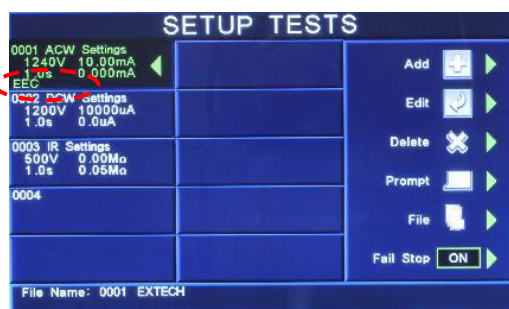 SETUP TESTS
0001 ACW Settings
1240V 10.00mA
1.0s 0.000mA
EEC
0002 DCW Settings
1200V 10000uA
1.0s 0.0uA
0003 IR Settings
500V 0.00MΩ
1.0s 0.05MΩ
0004
Add
Edit
Delete
Prompt
File
Fail Stop ON
File Name: 0001 EXTECH